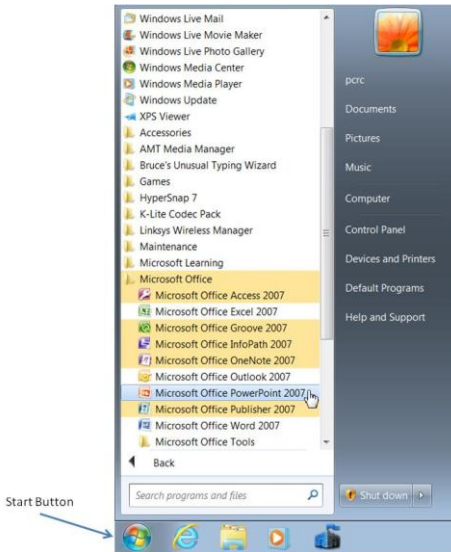 Windows Live Mail
Windows Live Movie Maker
Windows Live Photo Gallery
Windows Media Center
Windows Media Player
Windows Update
XPS Viewer
Accessories
AMT Media Manager
Bruce's Unusual Typing Wizard
Games
HyperSnap 7
K-Lite Codec Pack
Linksys Wireless Manager
Maintenance
Microsoft Learning
Microsoft Office
Microsoft Office Access 2007
Microsoft Office Excel 2007
Microsoft Office Groove 2007
Microsoft Office InfoPath 2007
Microsoft Office OneNote 2007
Microsoft Office Outlook 2007
Microsoft Office PowerPoint 2007
Microsoft Office Publisher 2007
Microsoft Office Word 2007
Microsoft Office Tools
Back
Search programs and files
pcrc
Documents
Pictures
Music
Computer
Control Panel
Devices and Printers
Default Programs
Help and Support
Shut down
Start Button